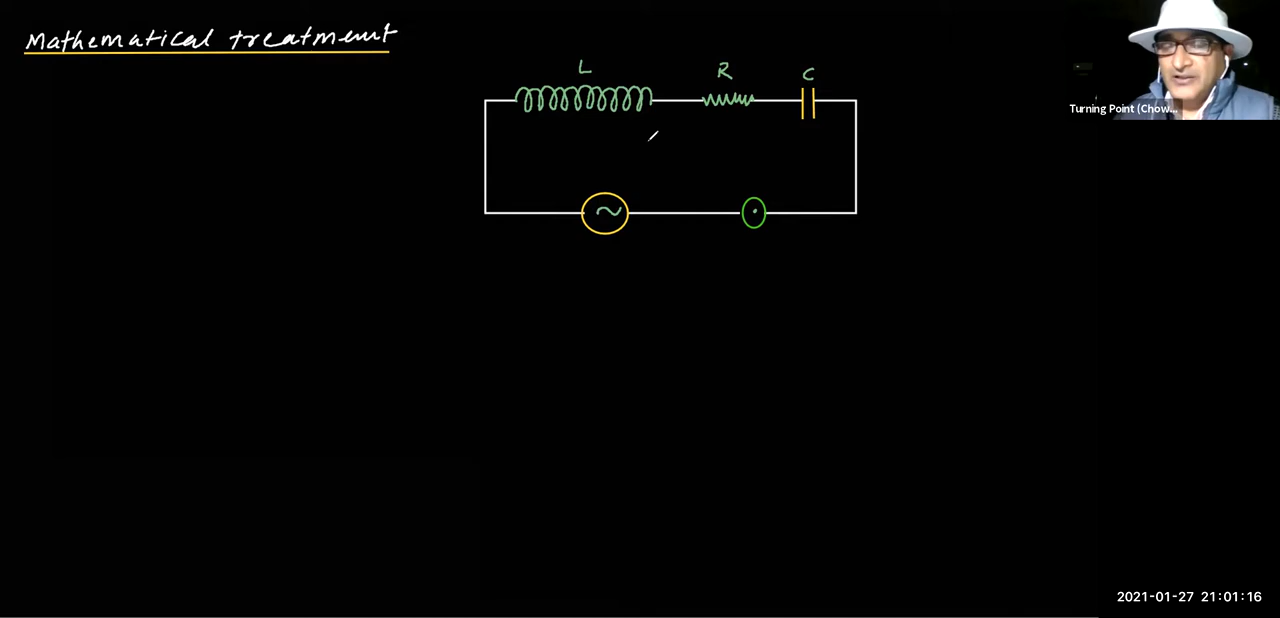 Mathematical treatment
L
R
C
~
Turning Point (Chow...
2021-01-27 21:01:16